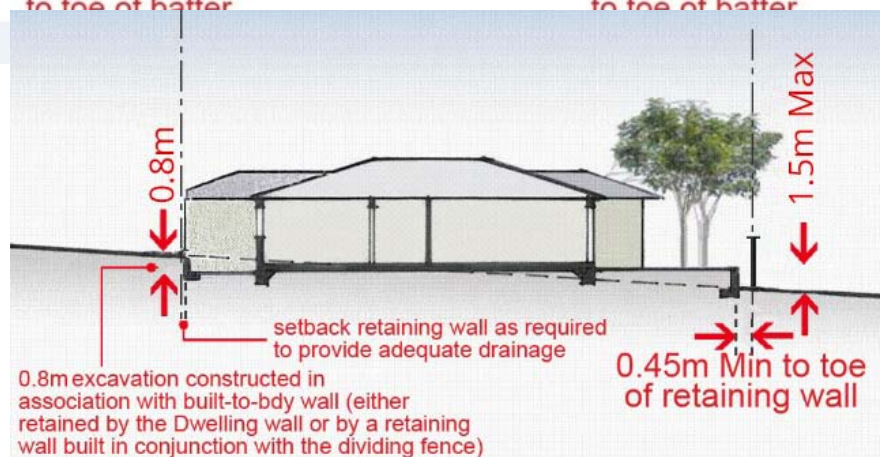 to toe of batter
to toe of batter
0.8m
1.5m Max
setback retaining wall as required
to provide adequate drainage
0.8m excavation constructed in
association with built-to-bdy wall (either
retained by the Dwelling wall or by a retaining
wall built in conjunction with the dividing fence)
0.45m Min to toe
of retaining wall